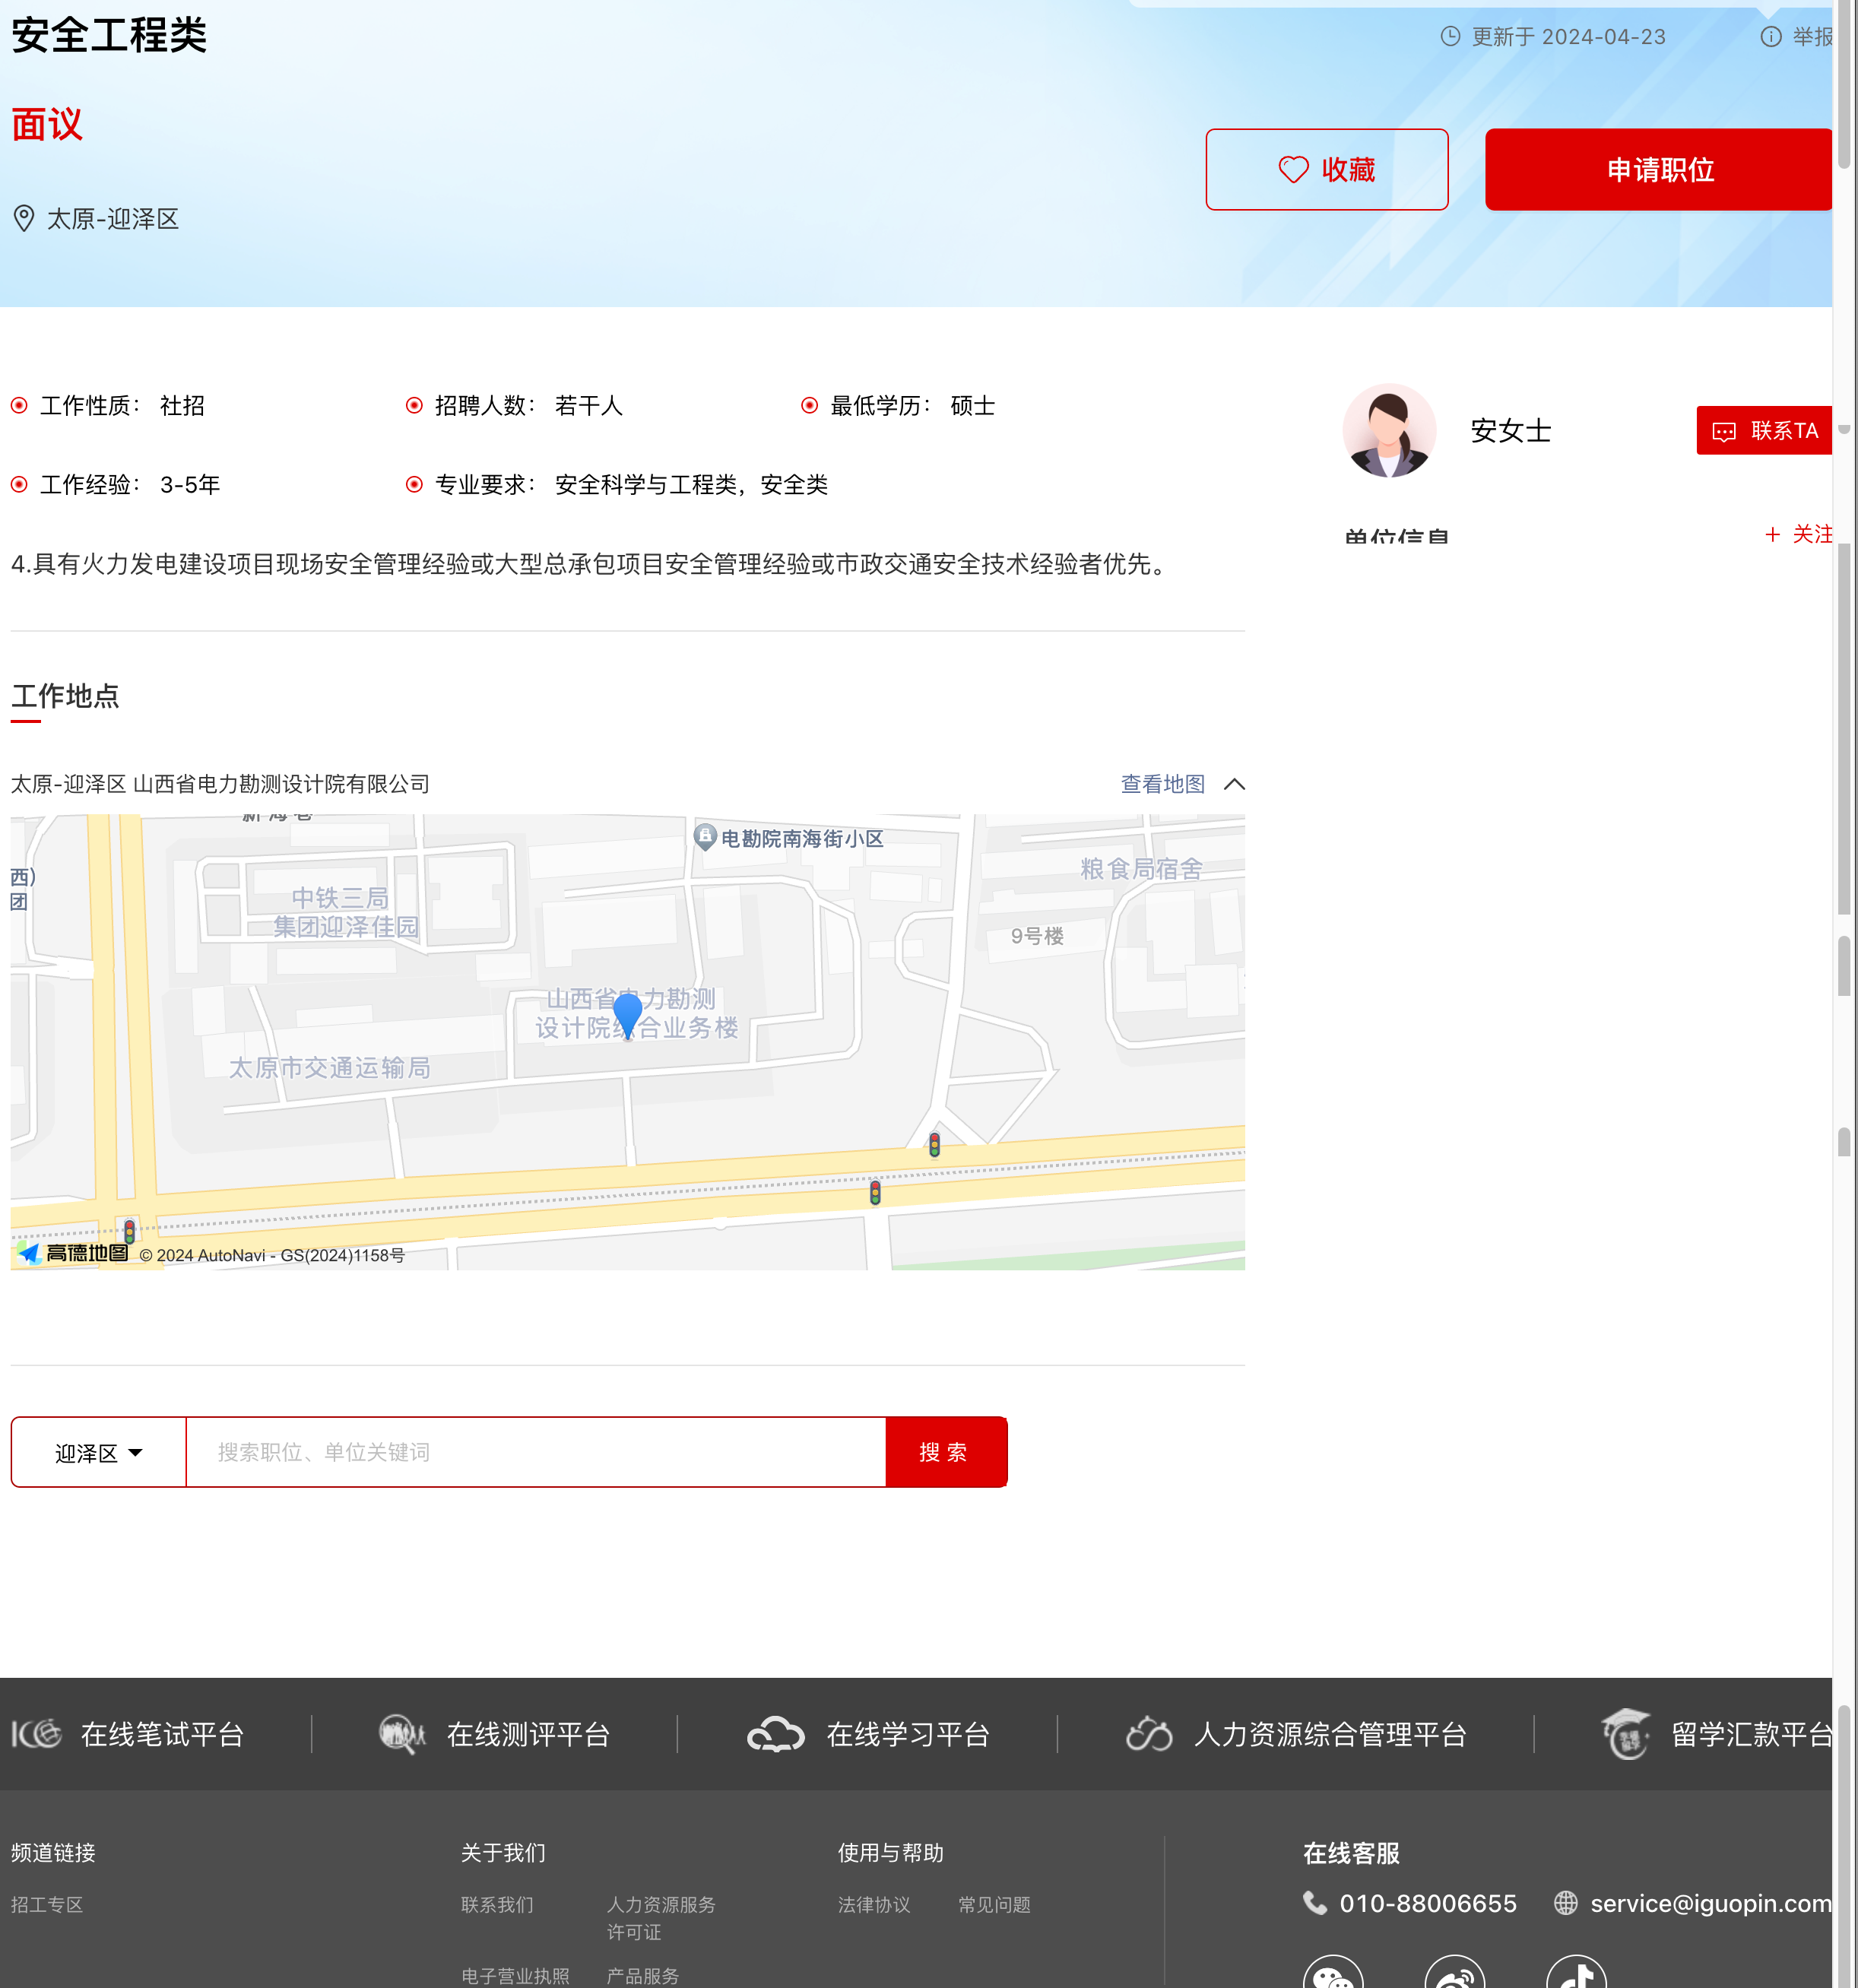 安全工程类
更新于 2024-04-23
举报
面议
收藏
申请职位
太原-迎泽区
工作性质： 社招
招聘人数： 若干人
最低学历： 硕士
工作经验： 3-5年
专业要求： 安全科学与工程类，安全类
安女士
联系TA
单位信息
+ 关注
4.具有火力发电建设项目现场安全管理经验或大型总承包项目安全管理经验或市政交通安全技术经验者优先。
工作地点
太原-迎泽区 山西省电力勘测设计院有限公司
查看地图
新海巷
电勘院南海街小区
粮食局宿舍
西）
团
中铁三局
集团迎泽佳园
9号楼
山西省电力勘测
设计院综合业务楼
太原市交通运输局
高德地图 © 2024 AutoNavi - GS(2024)1158号
迎泽区
搜索职位、单位关键词
搜 索
在线笔试平台
在线测评平台
在线学习平台
人力资源综合管理平台
留学汇款平台
频道链接
招工专区
关于我们
联系我们
人力资源服务
许可证
电子营业执照
产品服务
使用与帮助
法律协议
常见问题
在线客服
010-88006655
service@iguopin.com